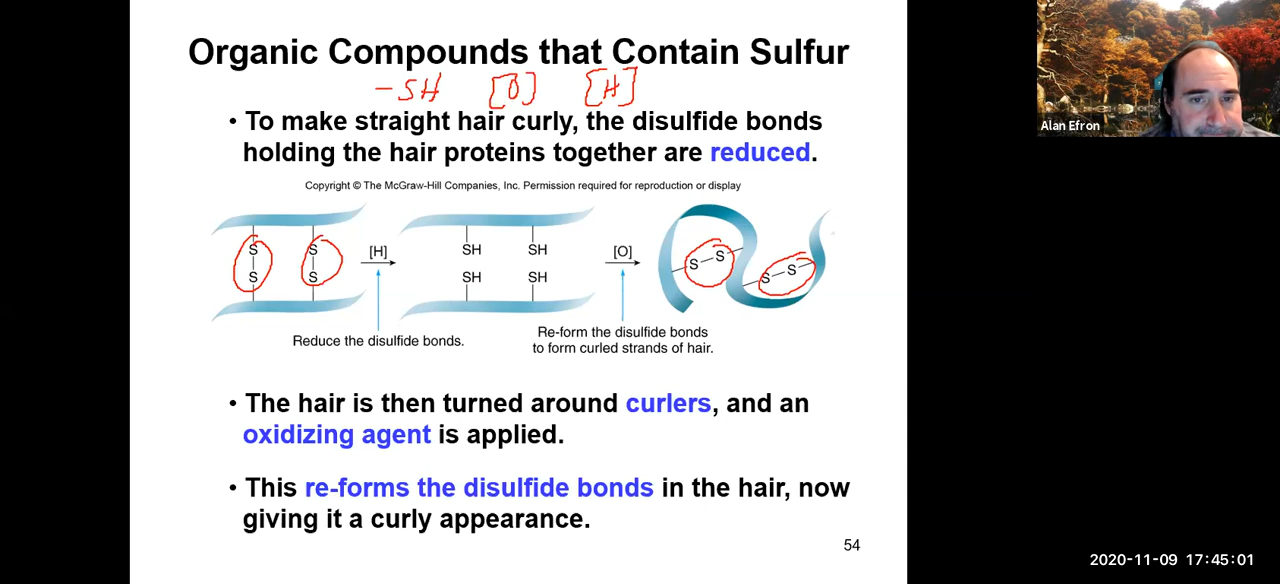 Organic Compounds that Contain Sulfur
-SH [O] [H]
• To make straight hair curly, the disulfide bonds
holding the hair proteins together are reduced.
Copyright © The McGraw-Hill Companies, Inc. Permission required for reproduction or display
S S [H] SH SH [O] S—S
S S SH SH S—S
Reduce the disulfide bonds.
Re-form the disulfide bonds
to form curled strands of hair.
• The hair is then turned around curlers, and an
oxidizing agent is applied.
• This re-forms the disulfide bonds in the hair, now
giving it a curly appearance.
54
Alan Efron
2020-11-09 17:45:01